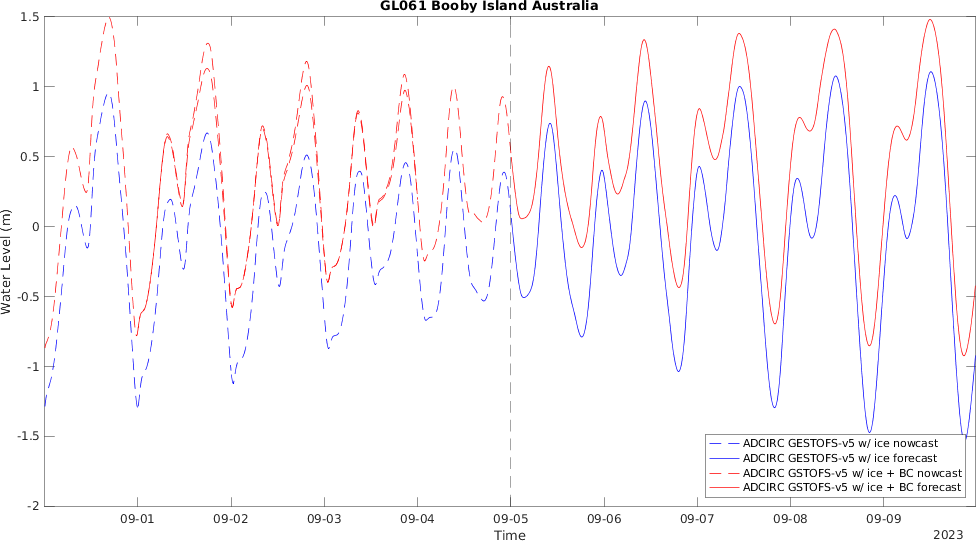 GL061 Booby Island Australia
1.5
1
0.5
0
-0.5
-1
-1.5
-2
Water Level (m)
ADCIRC GESTOFS-v5 w/ ice nowcast
ADCIRC GESTOFS-v5 w/ ice forecast
ADCIRC GSTOFS-v5 w/ ice + BC nowcast
ADCIRC GSTOFS-v5 w/ ice + BC forecast
09-01 09-02 09-03 09-04 09-05 09-06 09-07 09-08 09-09
Time
2023